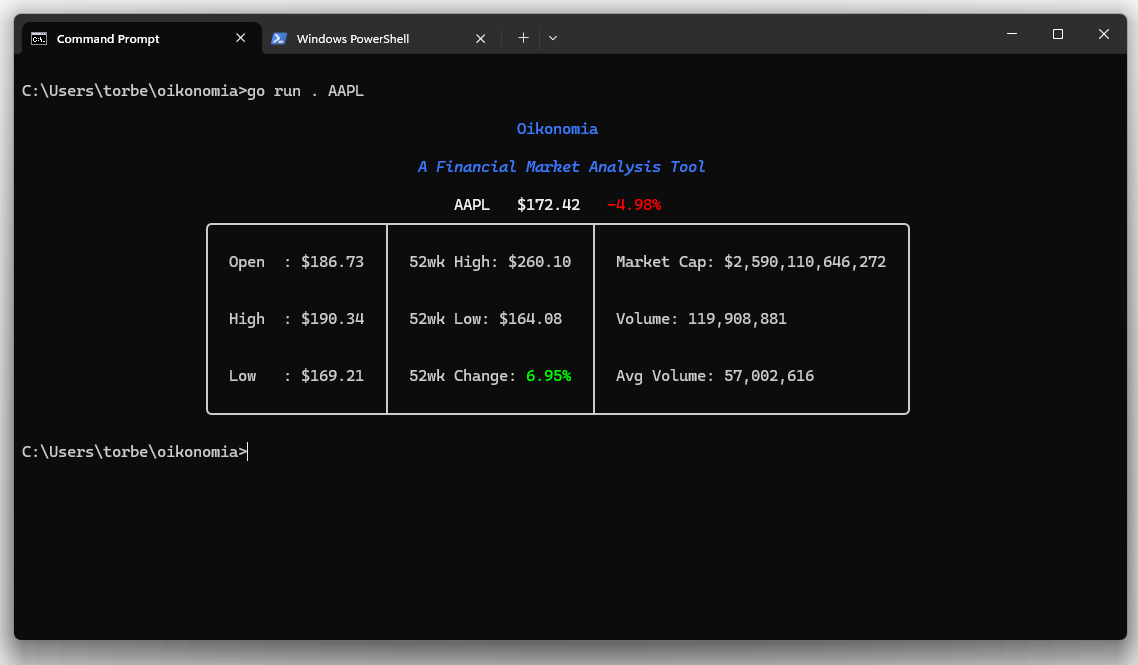 Command Prompt Windows PowerShell
C:\Users\torbe\oikonomia>go run . AAPL
Oikonomia
A Financial Market Analysis Tool
AAPL $172.42 -4.98%
Open : $186.73 52wk High: $260.10 Market Cap: $2,590,110,646,272
High : $190.34 52wk Low: $164.08 Volume: 119,908,881
Low : $169.21 52wk Change: 6.95% Avg Volume: 57,002,616
C:\Users\torbe\oikonomia>